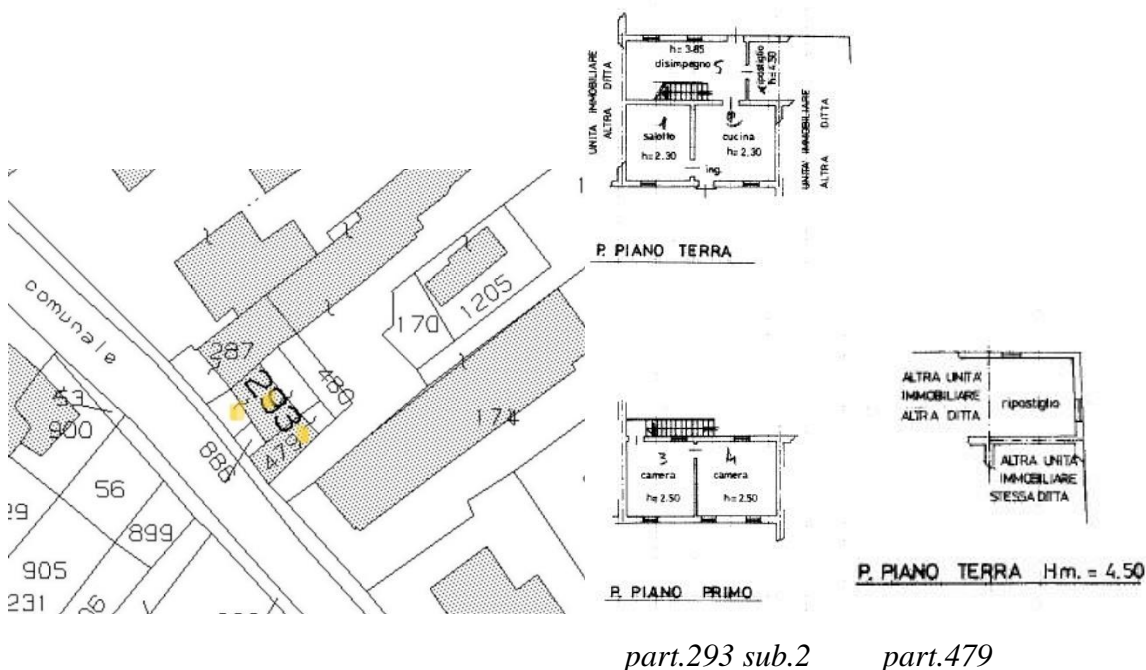 comunale
287
293
480
479
88A
170
1205
174
53
900
56
899
905
231
UNITA IMMOBILIARE
ALTRA DITTA
h= 3.85
disimpegno 5
ripostiglio
h= 4.50
1
salotto
h= 2.30
cucina
h= 2.30
ing.
UNITA' IMMOBILIARE
ALTRA DITTA
P. PIANO TERRA
3
camera
h= 2.50
4
camera
h= 2.50
P. PIANO PRIMO
ALTRA UNITA'
IMMOBILIARE
ALTRA DITTA
ripostiglio
ALTRA UNITA'
IMMOBILIARE
STESSA DITTA
P. PIANO TERRA Hm. = 4.50
part.293 sub.2
part.479